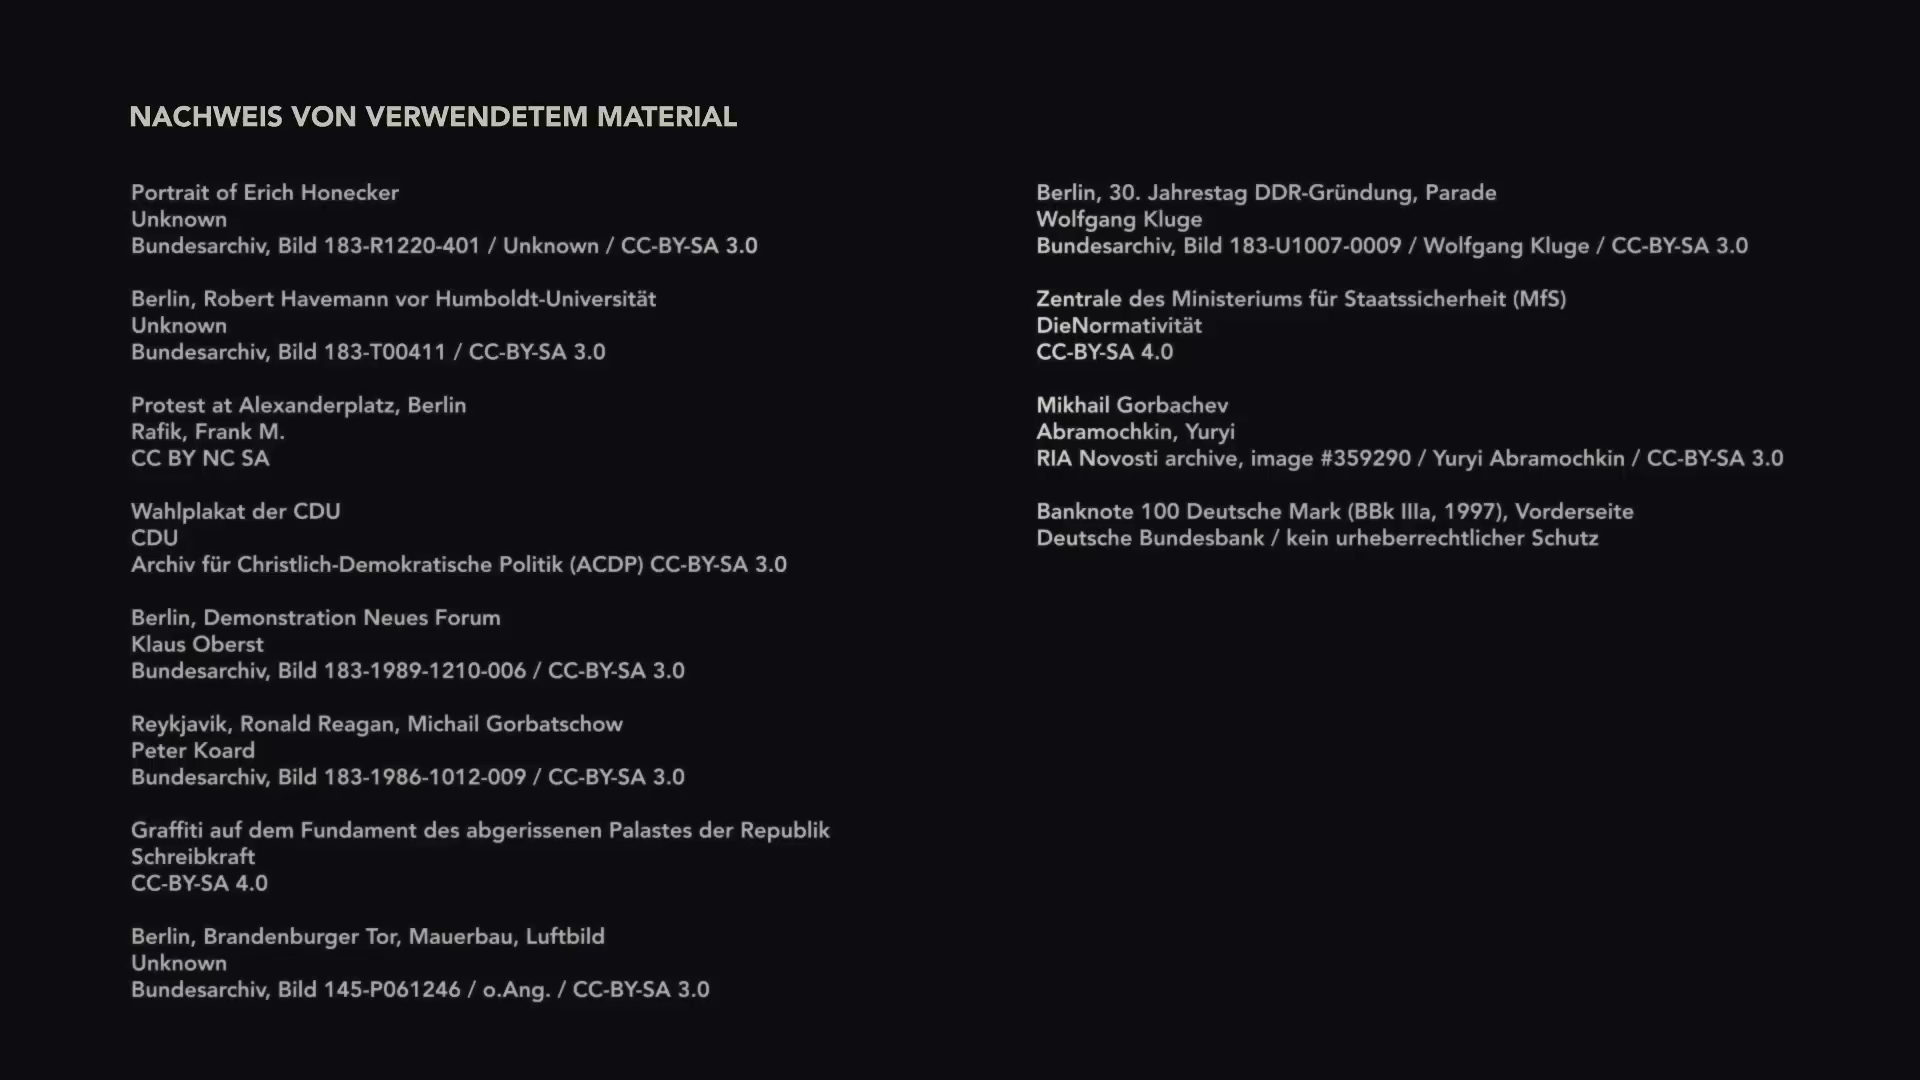 NACHWEIS VON VERWENDETEM MATERIAL
Portrait of Erich Honecker
Unknown
Bundesarchiv, Bild 183-R1220-401 / Unknown / CC-BY-SA 3.0
Berlin, Robert Havemann vor Humboldt-Universität
Unknown
Bundesarchiv, Bild 183-T00411 / CC-BY-SA 3.0
Protest at Alexanderplatz, Berlin
Rafik, Frank M.
CC BY NC SA
Wahlplakat der CDU
CDU
Archiv für Christlich-Demokratische Politik (ACDP) CC-BY-SA 3.0
Berlin, Demonstration Neues Forum
Klaus Oberst
Bundesarchiv, Bild 183-1989-1210-006 / CC-BY-SA 3.0
Reykjavik, Ronald Reagan, Michail Gorbatschow
Peter Koard
Bundesarchiv, Bild 183-1986-1012-009 / CC-BY-SA 3.0
Graffiti auf dem Fundament des abgerissenen Palastes der Republik
Schreibkraft
CC-BY-SA 4.0
Berlin, Brandenburger Tor, Mauerbau, Luftbild
Unknown
Bundesarchiv, Bild 145-P061246 / o.Ang. / CC-BY-SA 3.0
Berlin, 30. Jahrestag DDR-Gründung, Parade
Wolfgang Kluge
Bundesarchiv, Bild 183-U1007-0009 / Wolfgang Kluge / CC-BY-SA 3.0
Zentrale des Ministeriums für Staatssicherheit (MfS)
DieNormativität
CC-BY-SA 4.0
Mikhail Gorbachev
Abramochkin, Yuryi
RIA Novosti archive, image #359290 / Yuryi Abramochkin / CC-BY-SA 3.0
Banknote 100 Deutsche Mark (BBk IIIa, 1997), Vorderseite
Deutsche Bundesbank / kein urheberrechtlicher Schutz